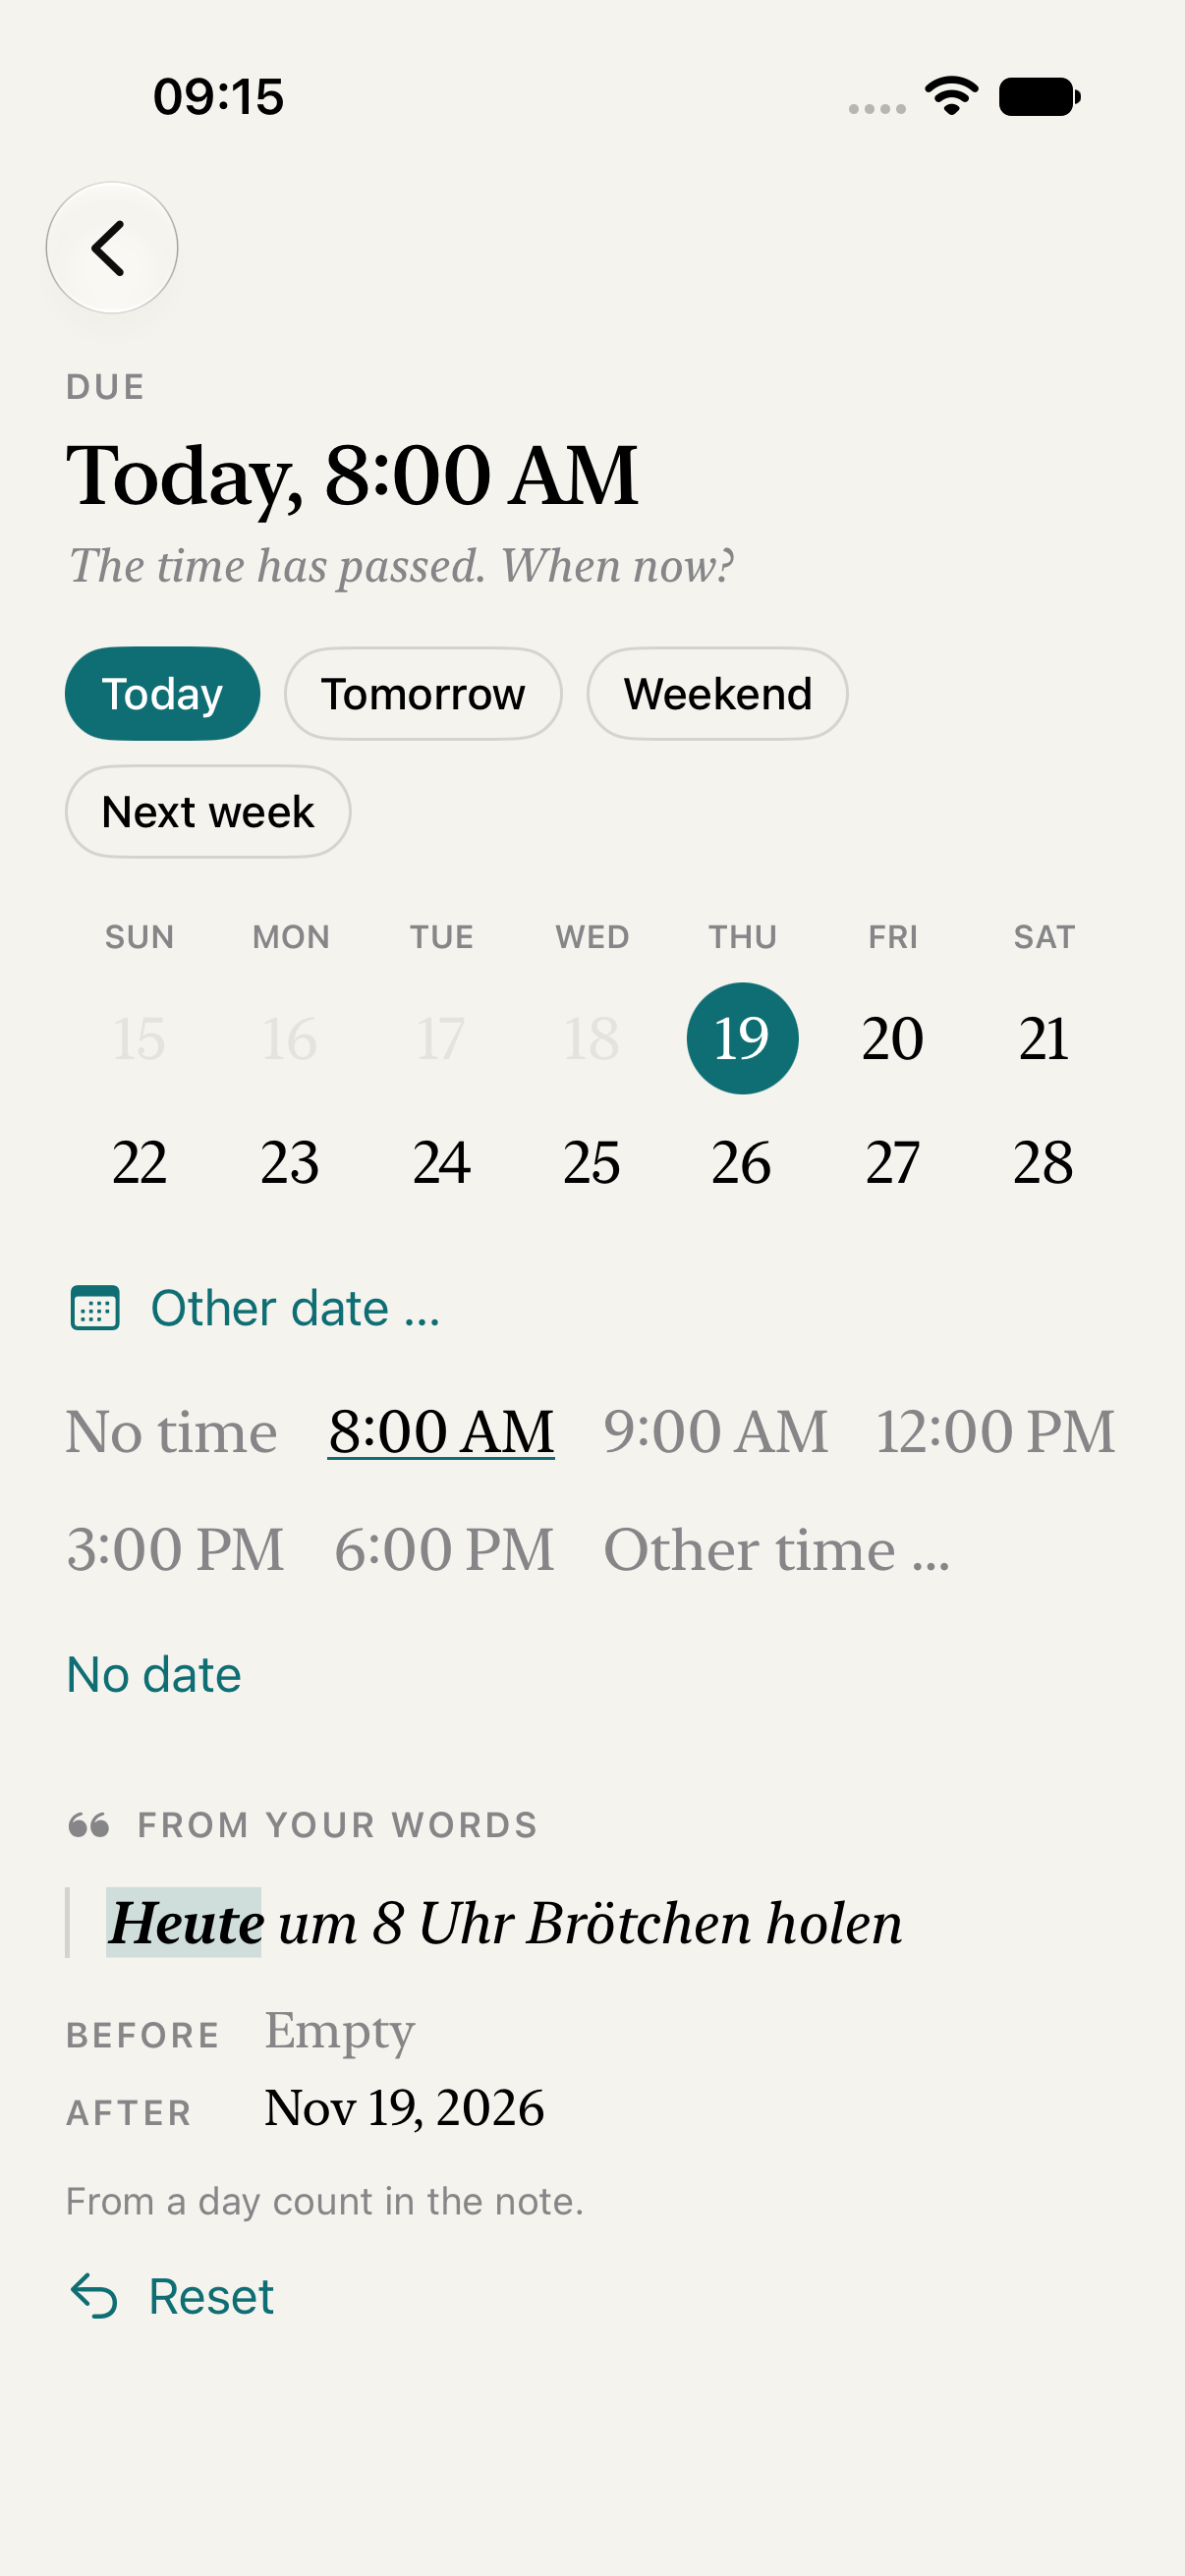 09:15
DUE
Today, 8:00 AM
The time has passed. When now?
Today Tomorrow Weekend
Next week
SUN MON TUE WED THU FRI SAT
15 16 17 18 19 20 21
22 23 24 25 26 27 28
Other date ...
No time 8:00 AM 9:00 AM 12:00 PM
3:00 PM 6:00 PM Other time ...
No date
FROM YOUR WORDS
Heute um 8 Uhr Brötchen holen
BEFORE Empty
AFTER Nov 19, 2026
From a day count in the note.
Reset